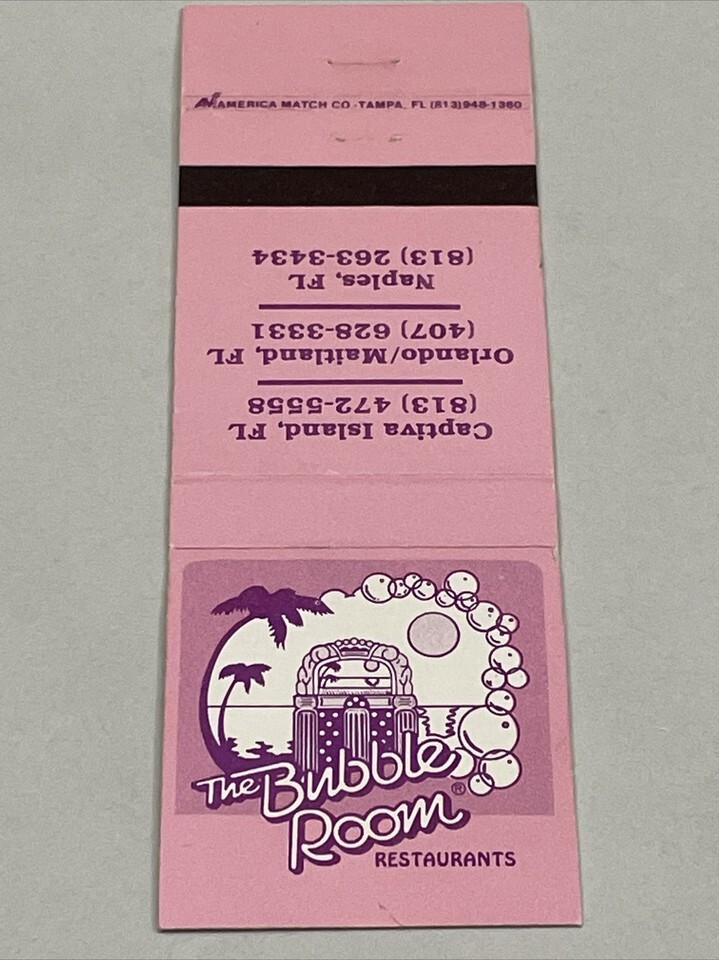 AMERICA MATCH CO.-TAMPA, FL (813)948-1360
Captiva Island, FL
(813) 472-5558
Orlando/Maitland, FL
(407) 628-3331
Naples, FL
(813) 263-3434
The Bubble
Room®
RESTAURANTS